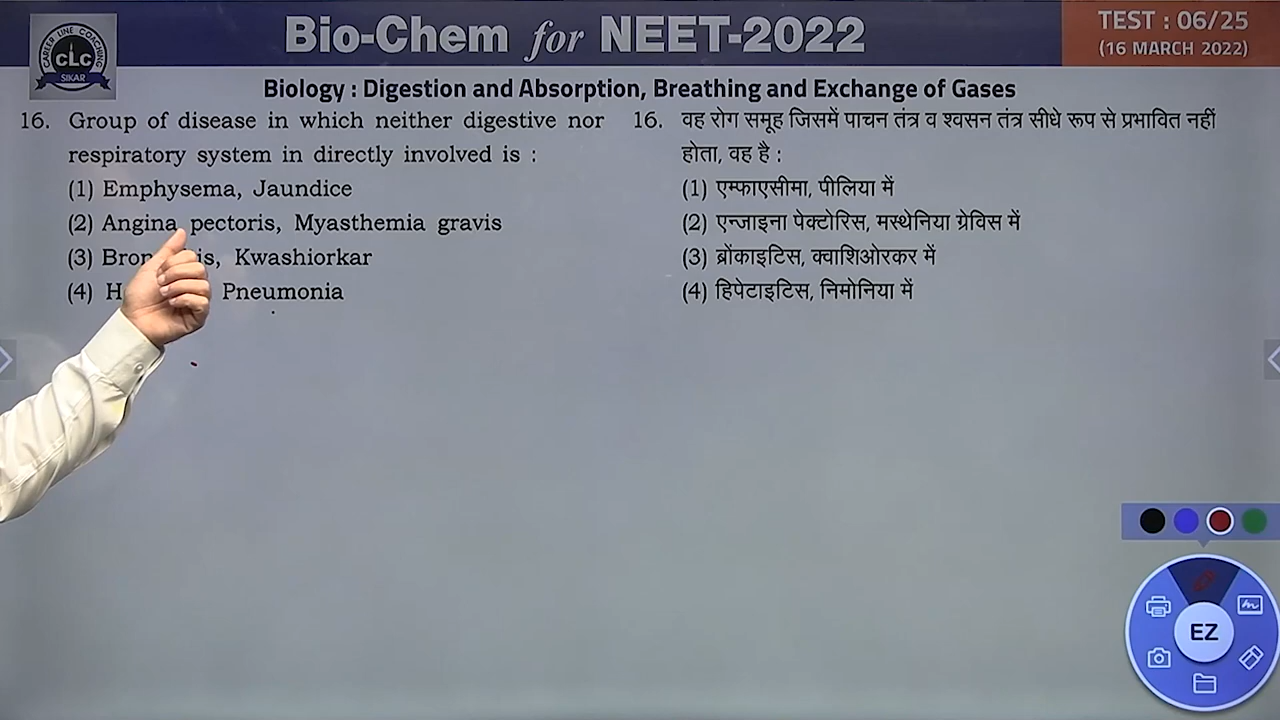 CAREER LINE COACHING
CLC
SIKAR
Bio-Chem for NEET-2022
TEST : 06/25
(16 MARCH 2022)
Biology : Digestion and Absorption, Breathing and Exchange of Gases
16. Group of disease in which neither digestive nor
respiratory system in directly involved is :
(1) Emphysema, Jaundice
(2) Angina pectoris, Myasthemia gravis
(3) Kwashiorkar
(4) Pneumonia
16. वह रोग समूह जिसमें पाचन तंत्र व श्वसन तंत्र सीधे रूप से प्रभावित नहीं
होता, वह है :
(1) एम्फाएसीमा, पीलिया में
(2) एन्जाइना पेक्टोरिस, मस्थेनिया ग्रेविस में
(3) ब्रोंकाइटिस, क्वाशिओरकर में
(4) हिपेटाइटिस, निमोनिया में
EZ